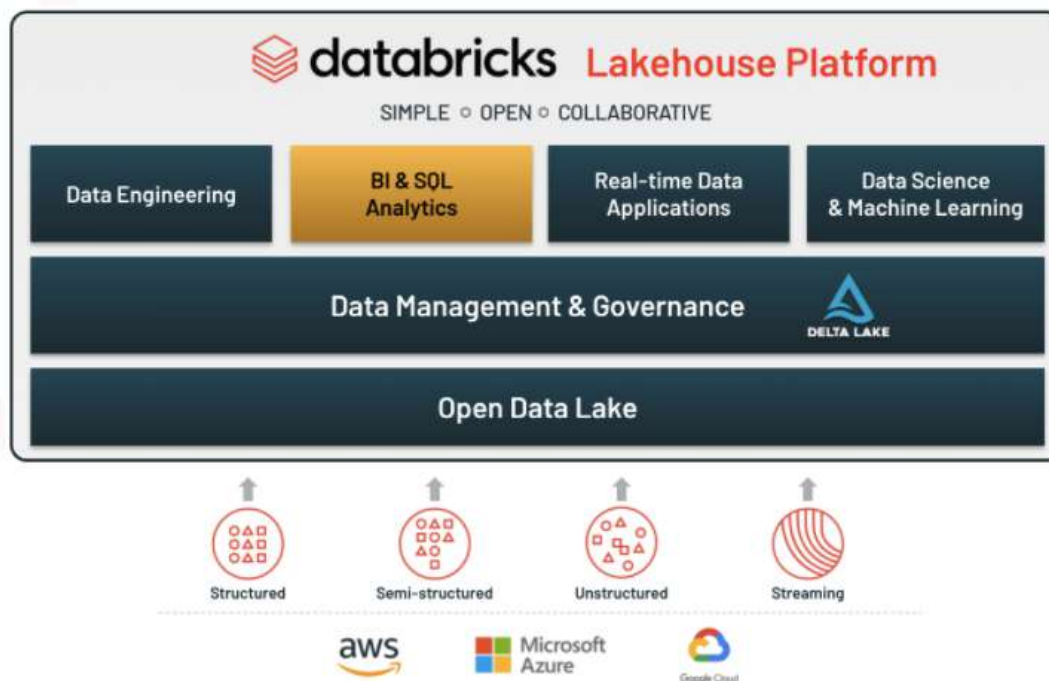 databricks Lakehouse Platform
SIMPLE ○ OPEN ○ COLLABORATIVE
Data Engineering
BI & SQL
Analytics
Real-time Data
Applications
Data Science
& Machine Learning
Data Management & Governance
DELTA LAKE
Open Data Lake
Structured
Semi-structured
Unstructured
Streaming
aws
Microsoft
Azure
Google Cloud